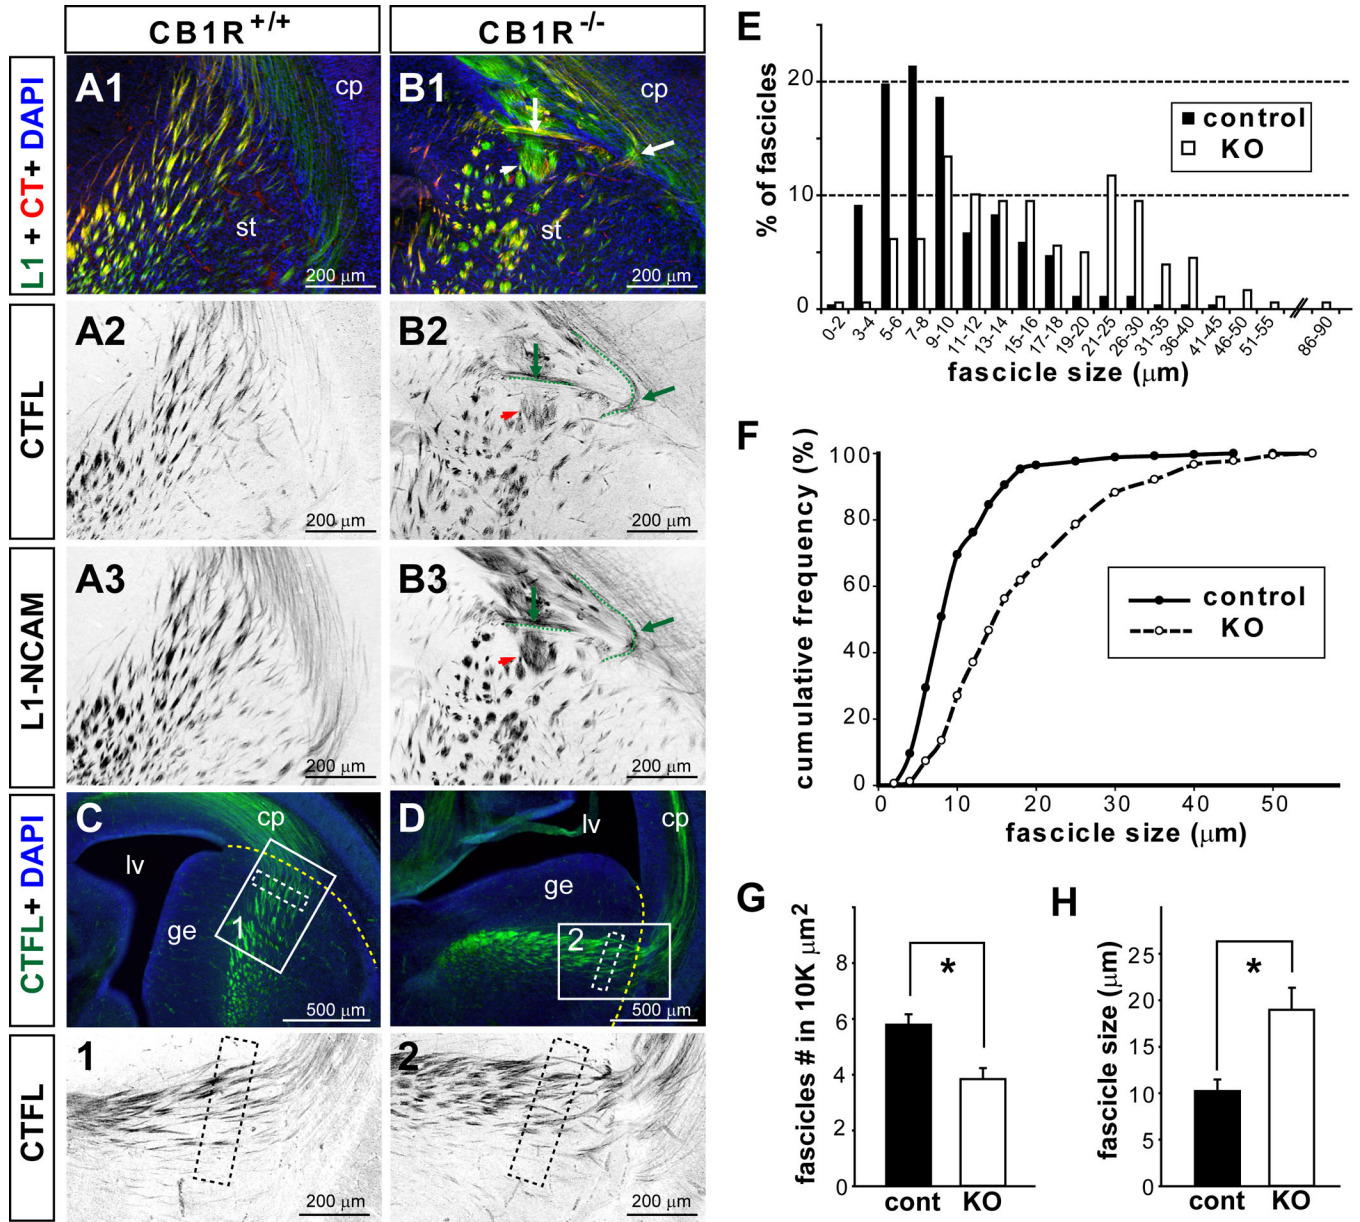 CB1R+/+
CB1R-/-
L1 + CT + DAPI
A1
cp
st
200 µm
B1
cp
st
200 µm
CTFL
A2
200 µm
B2
200 µm
L1-NCAM
A3
200 µm
B3
200 µm
CTFL+ DAPI
C
cp
lv
ge
1
500 µm
D
lv
cp
ge
2
500 µm
CTFL
1
200 µm
2
200 µm
E
% of fascicles
20
10
0
control
KO
0-2
3-4
5-6
7-8
9-10
11-12
13-14
15-16
17-18
19-20
21-25
26-30
31-35
36-40
41-45
46-50
51-55
86-90
fascicle size (µm)
F
cumulative frequency (%)
100
80
60
40
20
0
control
KO
0 10 20 30 40 50
fascicle size (µm)
G
fascicles # in 10K µm2
8
6
4
2
0
*
cont KO
H
fascicle size (µm)
25
20
15
10
5
0
*
cont KO